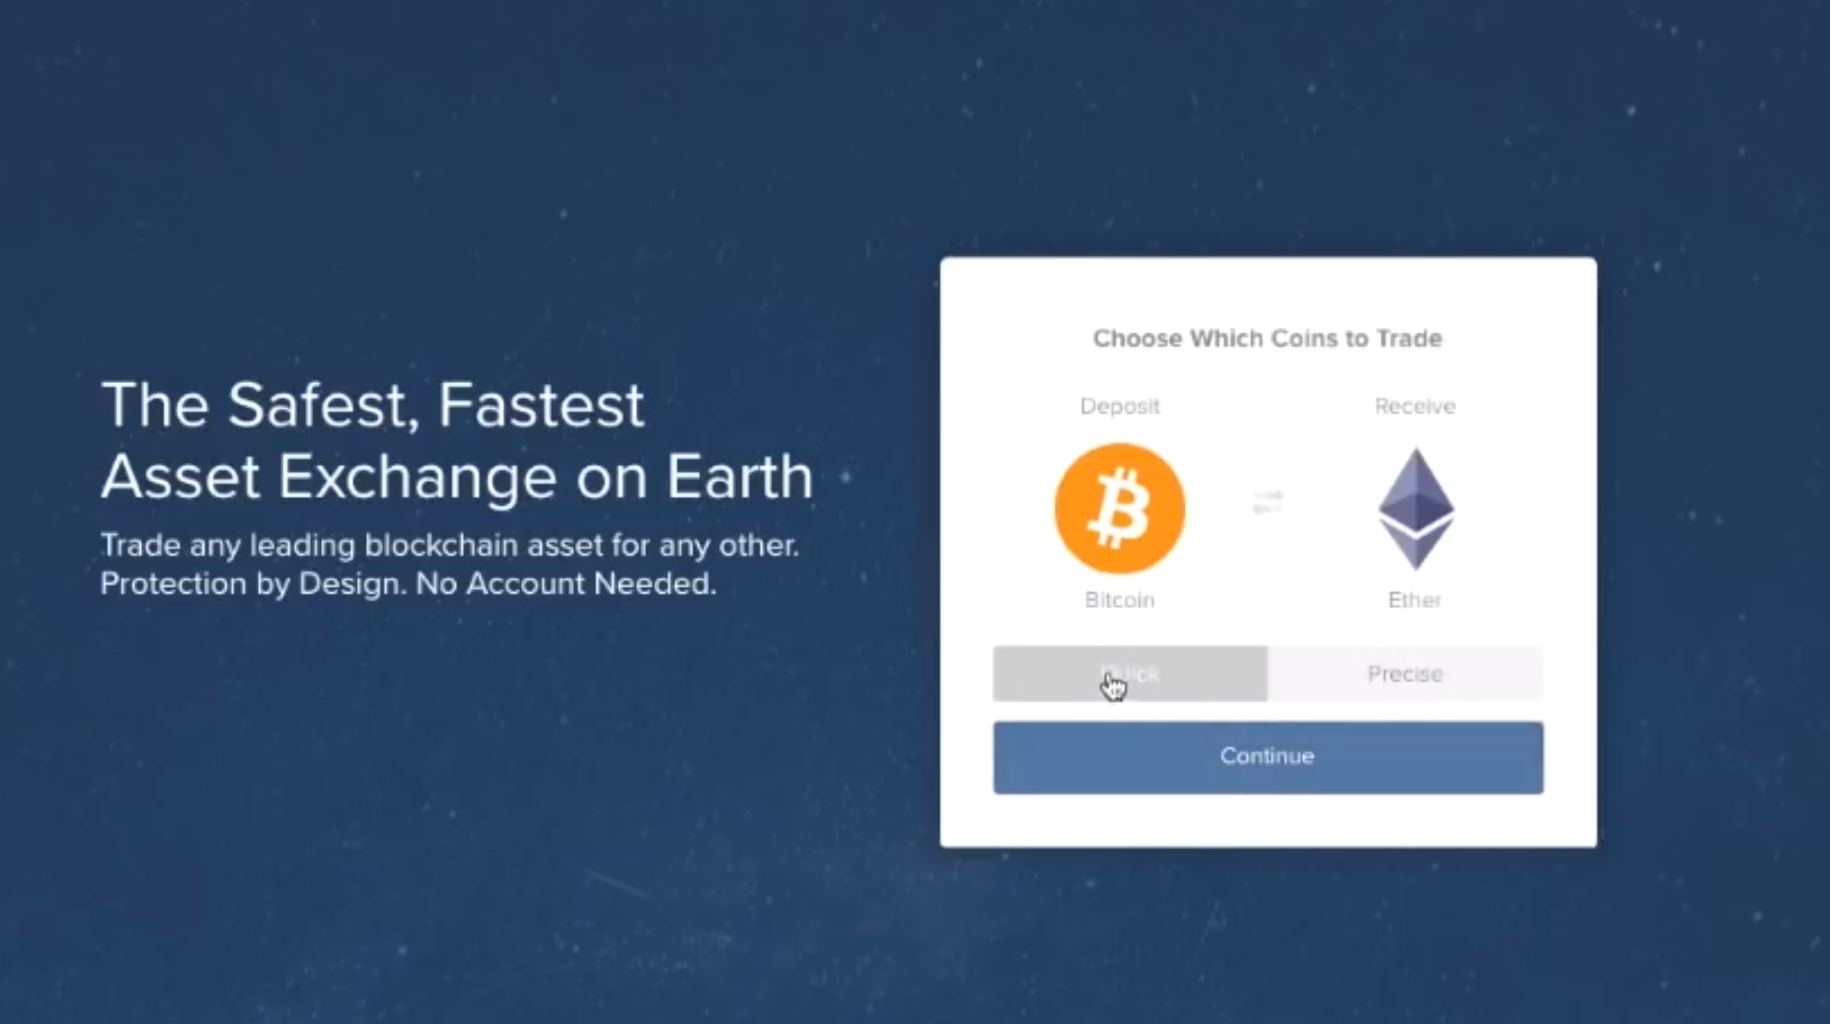 The Safest, Fastest
Asset Exchange on Earth
Trade any leading blockchain asset for any other.
Protection by Design. No Account Needed.
Choose Which Coins to Trade
Deposit
Receive
Bitcoin
Ether
Quick
Precise
Continue